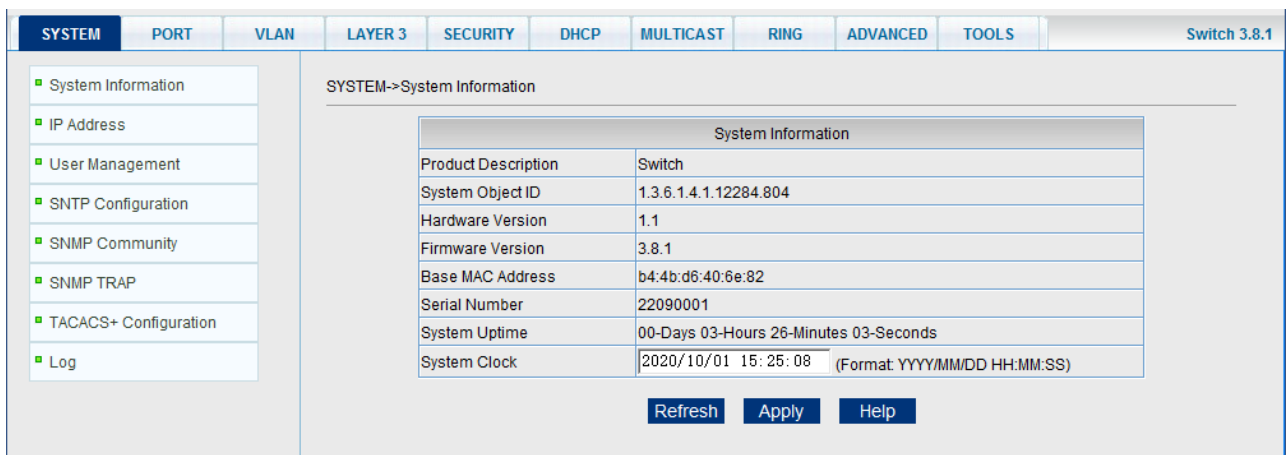 SYSTEM PORT VLAN LAYER 3 SECURITY DHCP MULTICAST RING ADVANCED TOOLS Switch 3.8.1
System Information
IP Address
User Management
SNTP Configuration
SNMP Community
SNMP TRAP
TACACS+ Configuration
Log
SYSTEM->System Information
System Information
Product Description Switch
System Object ID 1.3.6.1.4.1.12284.804
Hardware Version 1.1
Firmware Version 3.8.1
Base MAC Address b4:4b:d6:40:6e:82
Serial Number 22090001
System Uptime 00-Days 03-Hours 26-Minutes 03-Seconds
System Clock 2020/10/01 15:25:08 (Format: YYYY/MM/DD HH:MM:SS)
Refresh Apply Help